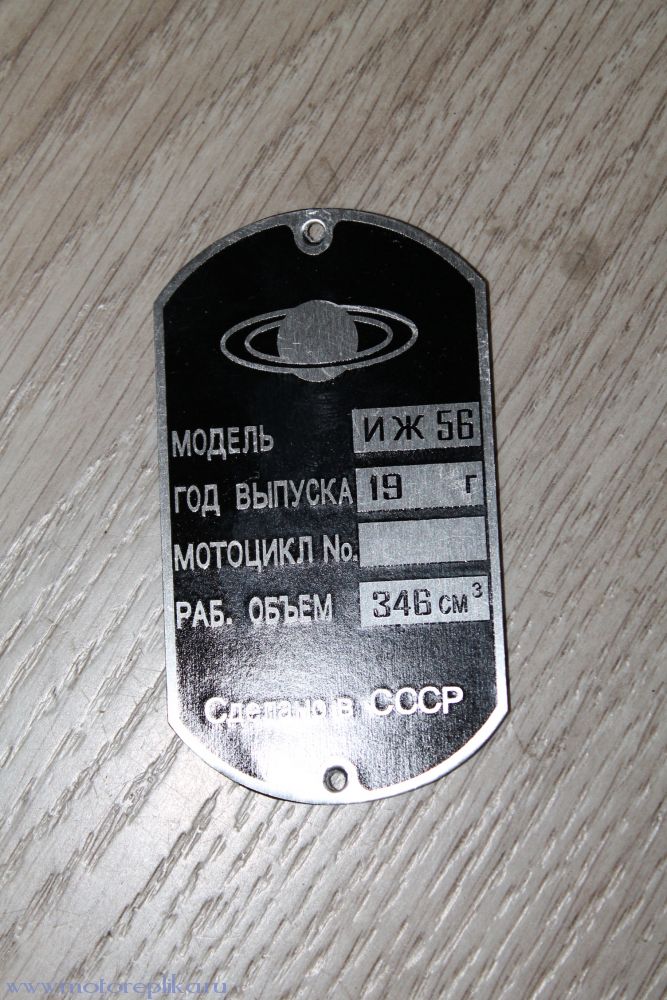 МОДЕЛЬ ИЖ 56
ГОД ВЫПУСКА 19 г
МОТОЦИКЛ No.
РАБ. ОБЪЕМ 346 см³
Сделано в СССР
www.motoreplika.ru